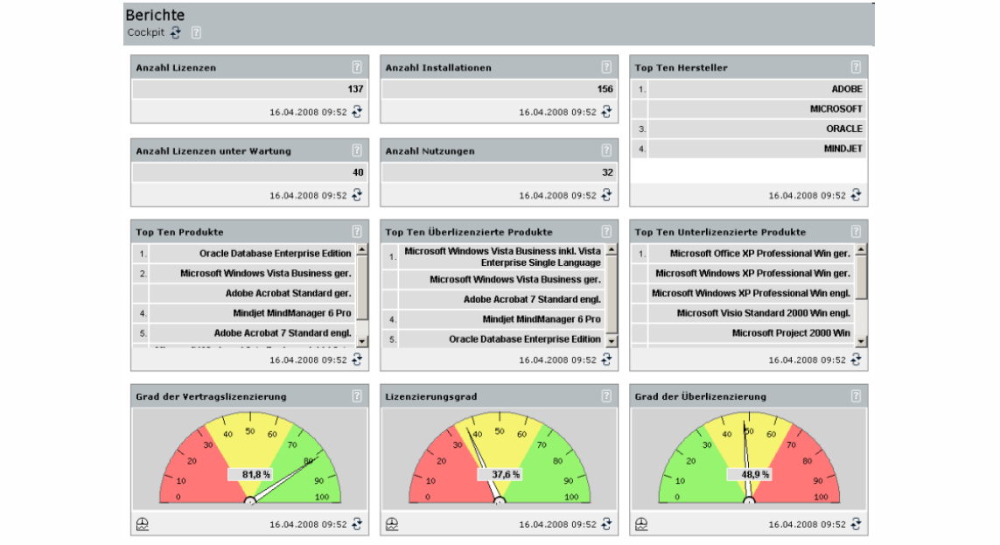 Berichte
Cockpit ?
Anzahl Lizenzen ?
137
16.04.2008 09:52
Anzahl Installationen ?
156
16.04.2008 09:52
Top Ten Hersteller ?
1. ADOBE
MICROSOFT
3. ORACLE
4. MINDJET
16.04.2008 09:52
Anzahl Lizenzen unter Wartung ?
40
16.04.2008 09:52
Anzahl Nutzungen ?
32
16.04.2008 09:52
Top Ten Produkte ?
1. Oracle Database Enterprise Edition
2. Microsoft Windows Vista Business ger.
Adobe Acrobat Standard ger.
4. Mindjet MindManager 6 Pro
5. Adobe Acrobat 7 Standard engl.
16.04.2008 09:52
Top Ten Überlizenzierte Produkte ?
1. Microsoft Windows Vista Business inkl. Vista
Enterprise Single Language
Microsoft Windows Vista Business ger.
Adobe Acrobat 7 Standard engl.
4. Mindjet MindManager 6 Pro
5. Oracle Database Enterprise Edition
16.04.2008 09:52
Top Ten Unterlizenzierte Produkte ?
1. Microsoft Office XP Professional Win ger.
Microsoft Windows XP Professional Win ger.
Microsoft Windows XP Professional Win engl.
Microsoft Visio Standard 2000 Win engl.
Microsoft Project 2000 Win
16.04.2008 09:52
Grad der Vertragslizenzierung ?
0 10 20 30 40 50 60 70 80 90 100
81,8 %
16.04.2008 09:52
Lizenzierungsgrad ?
0 10 20 30 40 50 60 70 80 90 100
37,6 %
16.04.2008 09:52
Grad der Überlizenzierung ?
0 10 20 30 40 50 60 70 80 90 100
48,9 %
16.04.2008 09:52